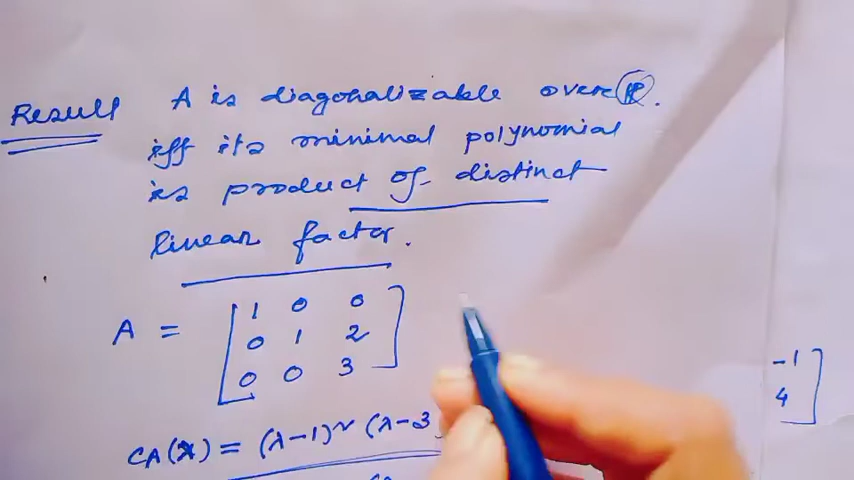 Result A is diagonalizable over ℝ.
iff its minimal polynomial
is product of distinct
linear factor.
A = [1 0 0
0 1 2
0 0 3]
-1
4 ]
CA(λ) = (λ-1)² (λ-3